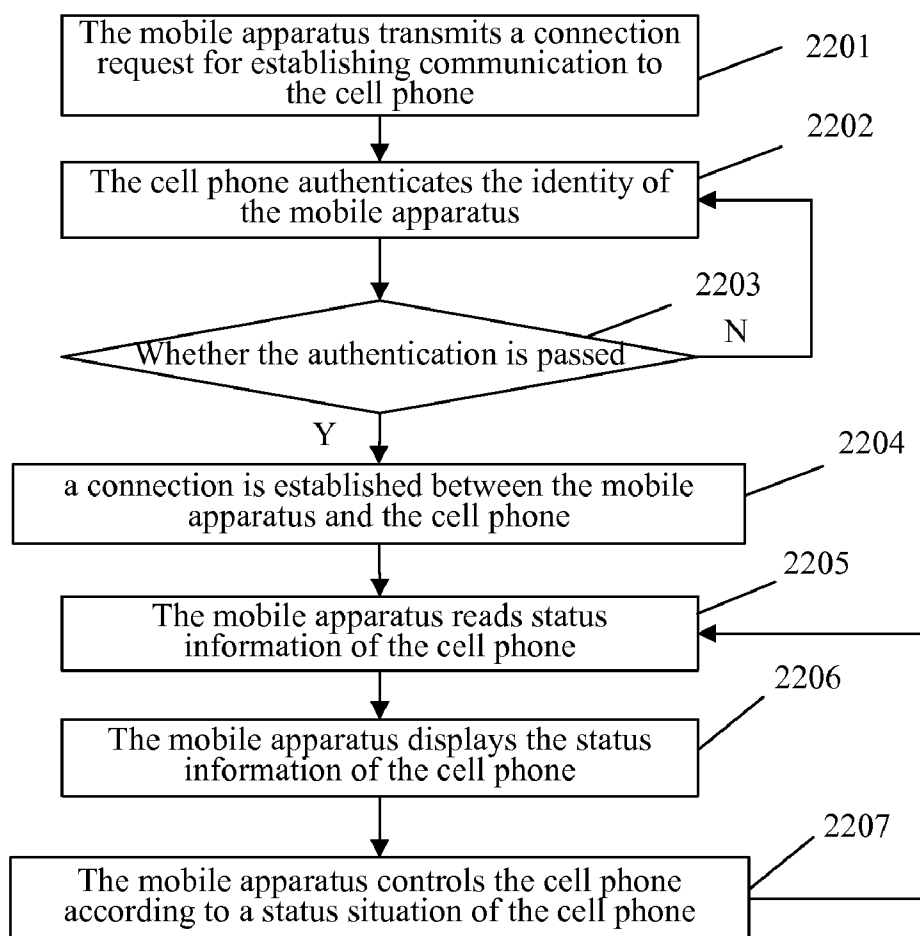 The mobile apparatus transmits a connection
request for establishing communication to
the cell phone
2201
2202
The cell phone authenticates the identity of
the mobile apparatus
2203
Whether the authentication is passed
N
Y
2204
a connection is established between the mobile
apparatus and the cell phone
2205
The mobile apparatus reads status
information of the cell phone
2206
The mobile apparatus displays the status
information of the cell phone
2207
The mobile apparatus controls the cell phone
according to a status situation of the cell phone